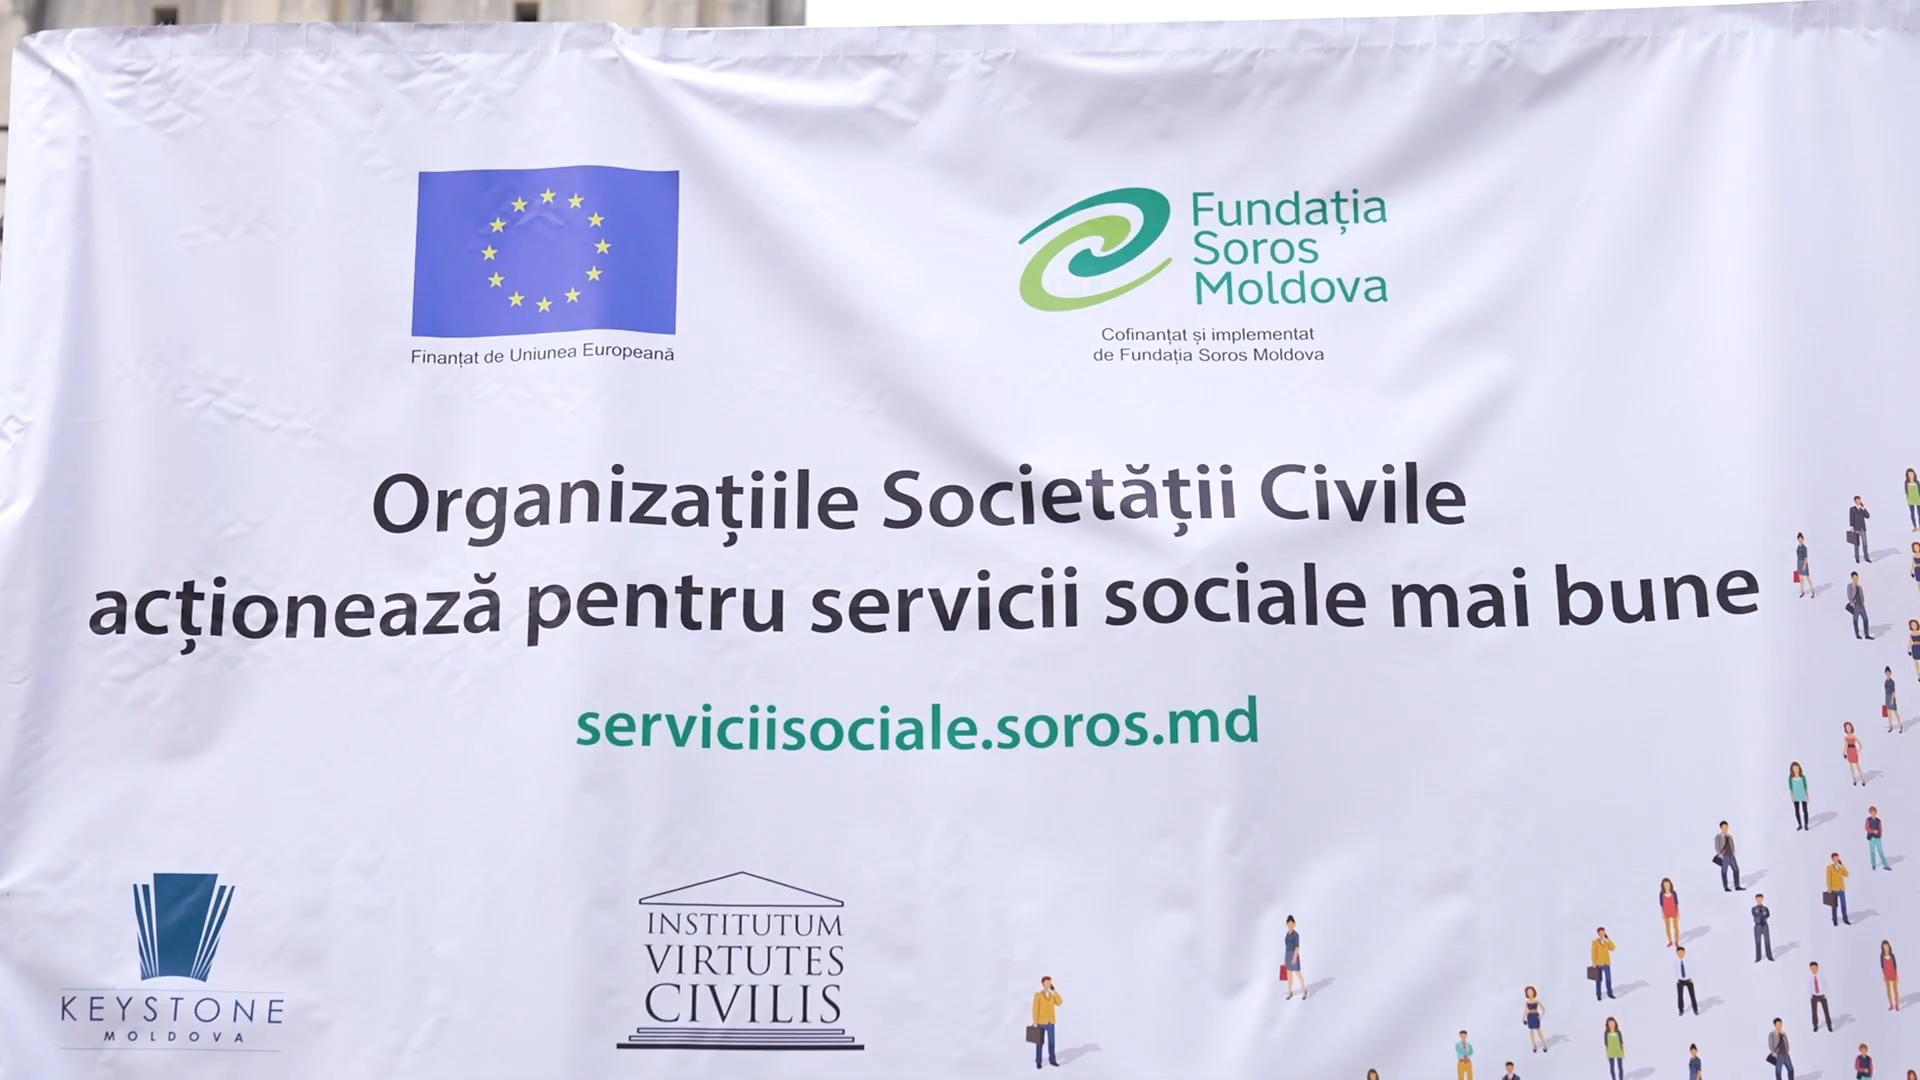 Finanțat de Uniunea Europeană
Fundația
Soros
Moldova
Cofinanțat și implementat
de Fundația Soros Moldova
Organizațiile Societății Civile
acționează pentru servicii sociale mai bune
serviciisociale.soros.md
KEYSTONE
MOLDOVA
INSTITUTUM
VIRTUTES
CIVILIS